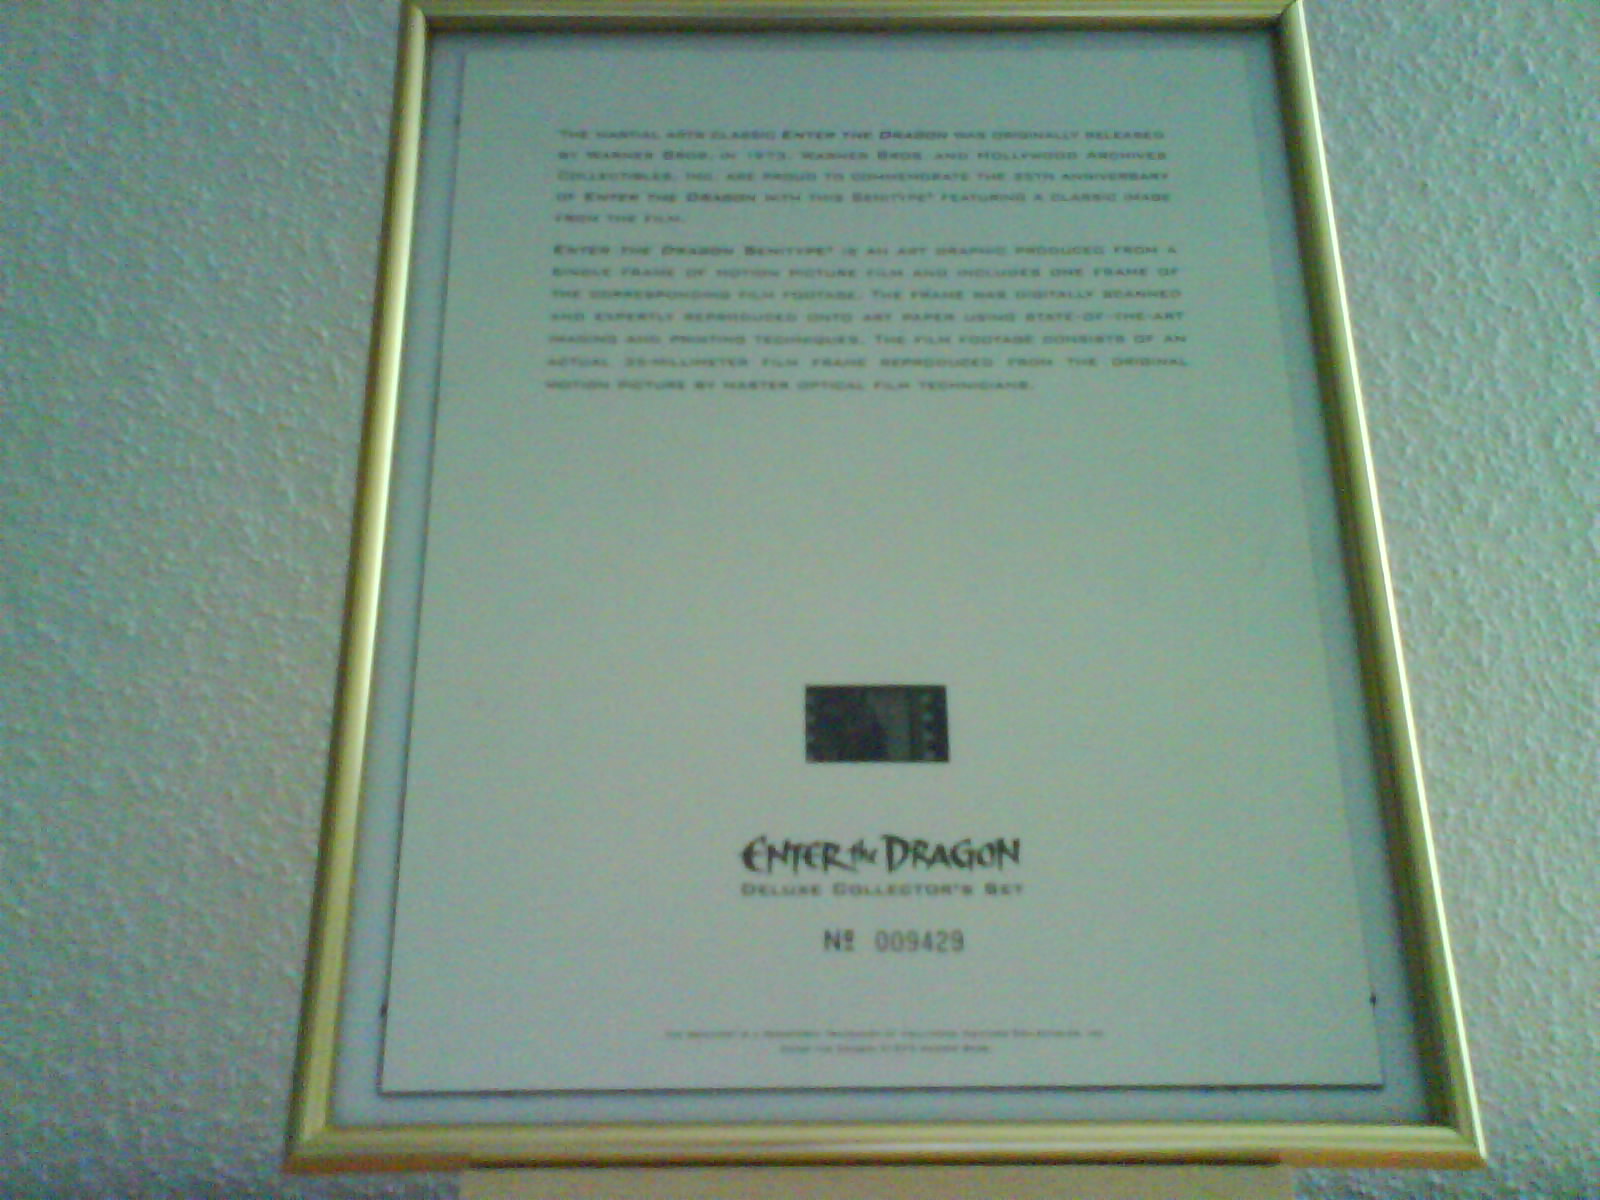 The martial arts classic Enter the Dragon was originally released
by Warner Bros. in 1973. Warner Bros. and Hollywood Archives
Collectibles, Inc. are proud to commemorate the 25th anniversary
of Enter the Dragon with this Senitype® featuring a classic image
from the film.
Enter the Dragon Senitype® is an art graphic produced from a
single frame of motion picture film and includes one frame of
the corresponding film footage. The frame was digitally scanned
and expertly reproduced onto art paper using state-of-the-art
imaging and printing techniques. The film footage consists of an
actual 35-millimeter film frame reproduced from the original
motion picture by master optical film technicians.
ENTER the DRAGON
Deluxe Collector's Set
Nº 009429